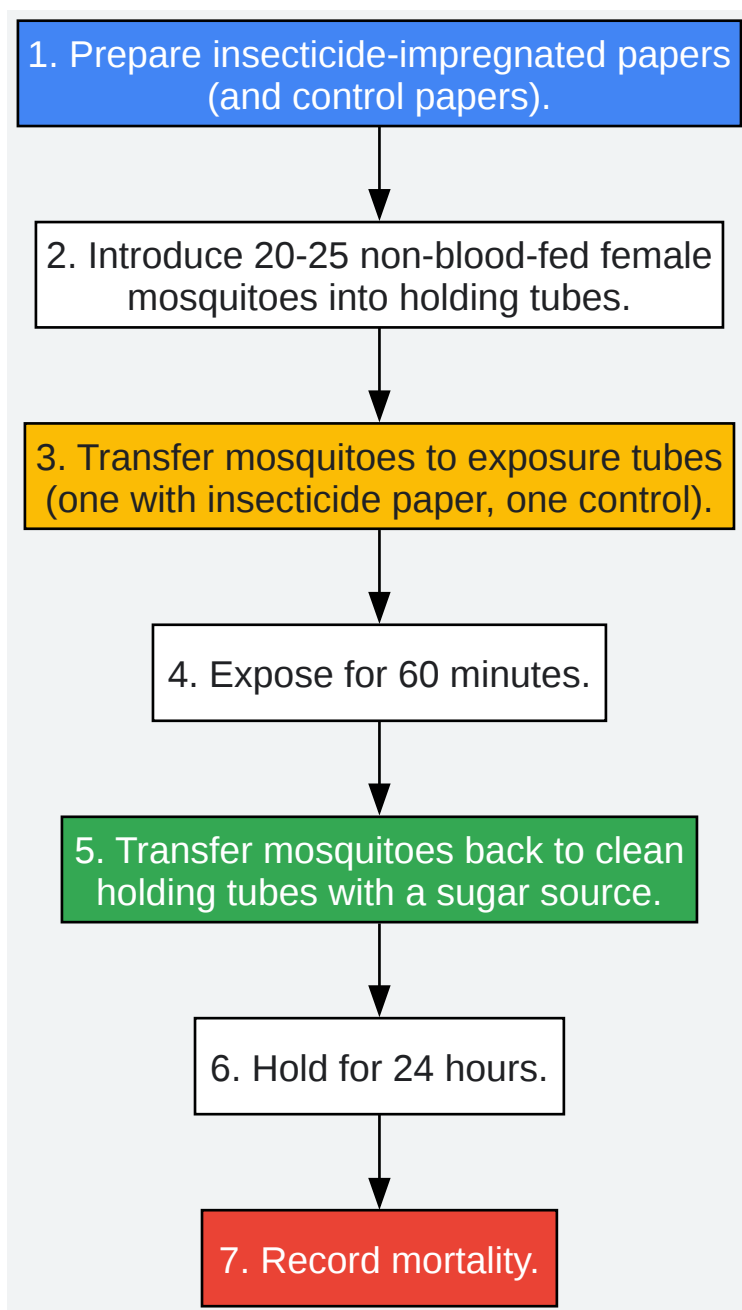 1. Prepare insecticide-impregnated papers
(and control papers).
2. Introduce 20-25 non-blood-fed female
mosquitoes into holding tubes.
3. Transfer mosquitoes to exposure tubes
(one with insecticide paper, one control).
4. Expose for 60 minutes.
5. Transfer mosquitoes back to clean
holding tubes with a sugar source.
6. Hold for 24 hours.
7. Record mortality.